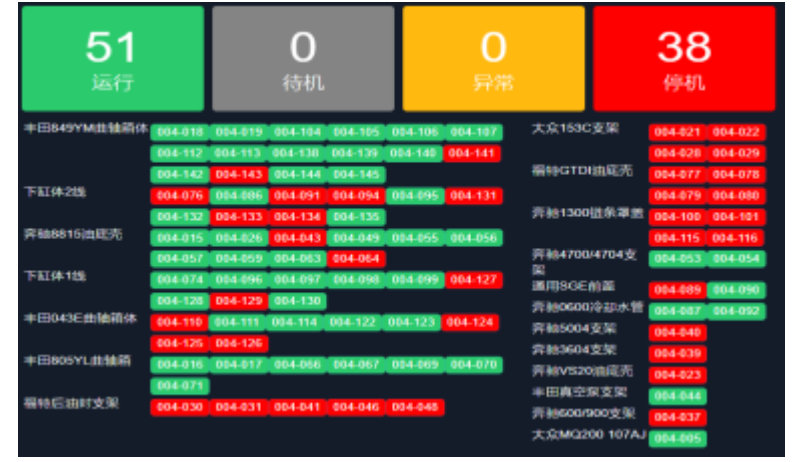 51
0
0
38
运行
待机
异常
停机
丰田849YM曲轴箱体 004-018 004-019 004-104 004-105 004-106 004-107
004-112 004-113 004-138 004-139 004-140 004-141
004-142 004-143 004-144 004-145
下缸体2线 004-076 004-086 004-091 004-094 004-095 004-131
004-132 004-133 004-134 004-135
奔驰8815油底壳 004-015 004-026 004-043 004-049 004-055 004-056
004-057 004-059 004-063 004-064
下缸体1线 004-074 004-096 004-097 004-098 004-099 004-127
004-128 004-129 004-130
丰田043E曲轴箱体 004-110 004-111 004-114 004-122 004-123 004-124
004-125 004-126
丰田805YL曲轴箱 004-016 004-017 004-066 004-067 004-069 004-070
004-071
福特后油封支架 004-030 004-031 004-041 004-046 004-048
大众153C支架 004-021 004-022
004-028 004-029
福特GTDI油底壳 004-077 004-078
004-079 004-080
奔驰1300链条罩盖 004-100 004-101
004-115 004-116
奔驰4700/4704支架 004-053 004-054
通用SGE前盖 004-089 004-090
奔驰0600冷却水管 004-087 004-092
奔驰5004支架 004-040
奔驰3604支架 004-039
奔驰VS20油底壳 004-023
丰田真空泵支架 004-044
奔驰600/900支架 004-037
大众MQ200 107AJ 004-005